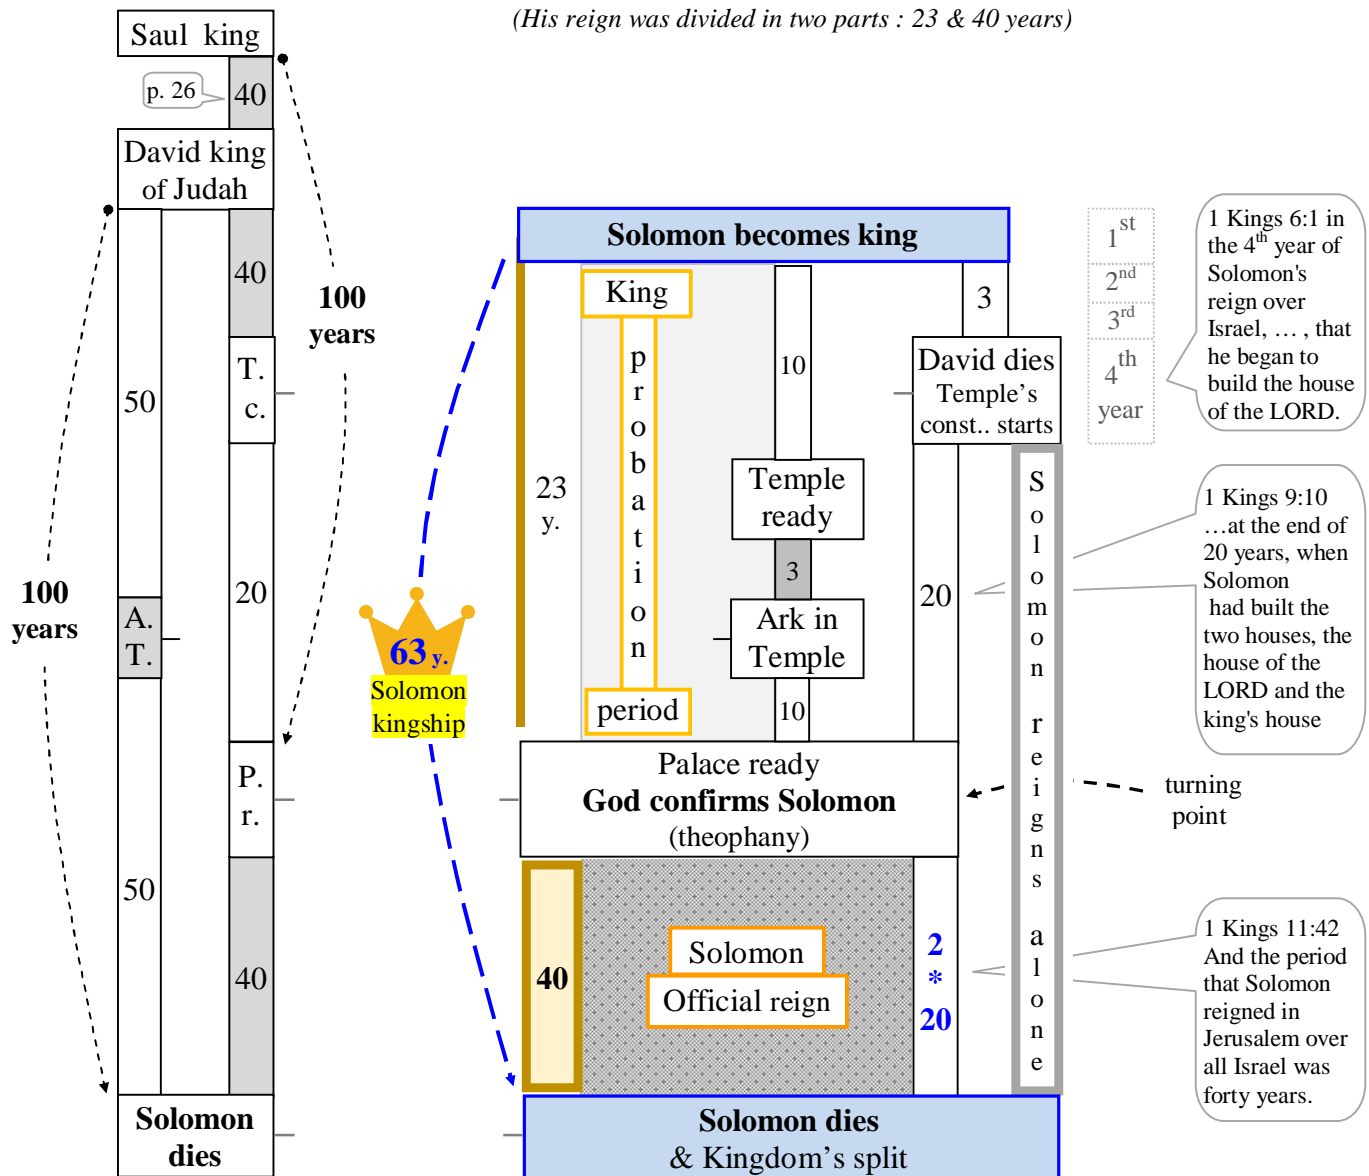 (His reign was divided in two parts : 23 & 40 years)
Saul  king
p. 26
40
David king
of Judah
50
40
100
years
T.
c.
20
100
years
A.
T.
P.
r.
50
40
Solomon
dies
Solomon becomes king
King
p
r
o
b
a
t
i
o
n
period
23
y.
10
3
David dies
Temple’s
const.. starts
Temple
ready
3
Ark in
Temple
10
20
63 y.
Solomon
kingship
Palace ready
God confirms Solomon
(theophany)
turning
point
40
Solomon
Official reign
2
*
20
S
o
l
o
m
o
n
r
e
i
g
n
s
a
l
o
n
e
Solomon dies
& Kingdom’s split
1st
2nd
3rd
4th
year
1 Kings 6:1 in
the 4th year of
Solomon's
reign over
Israel, … , that
he began to
build the house
of the LORD.
1 Kings 9:10
…at the end of
20 years, when
Solomon
had built the
two houses, the
house of the
LORD and the
king's house
1 Kings 11:42
And the period
that Solomon
reigned in
Jerusalem over
all Israel was
forty years.